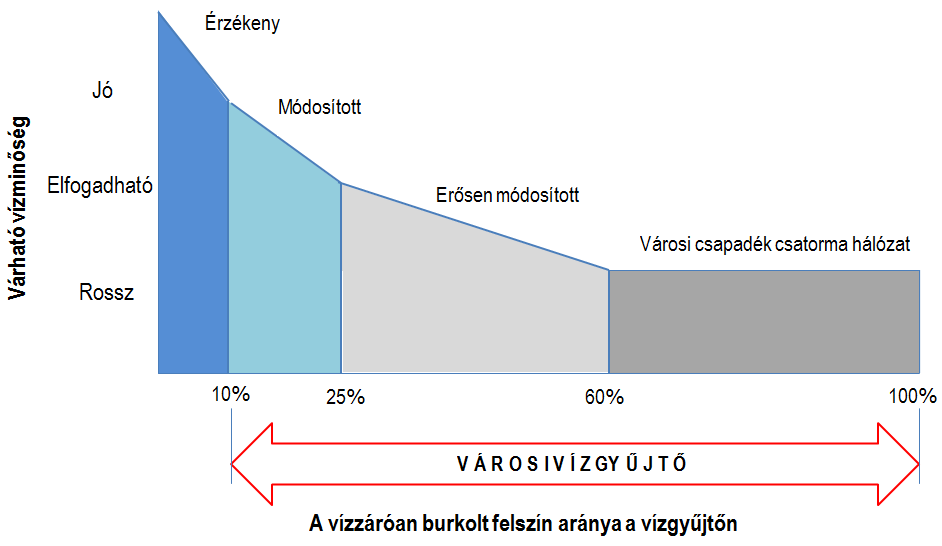 Érzékeny
Jó
Módosított
Várható vízminőség
Elfogadható
Erősen módosított
Városi csapadék csatorma hálózat
Rossz
10%
25%
60%
100%
V Á R O S I V Í Z G Y Ű J T Ő
A vízzáróan burkolt felszín aránya a vízgyűjtőn